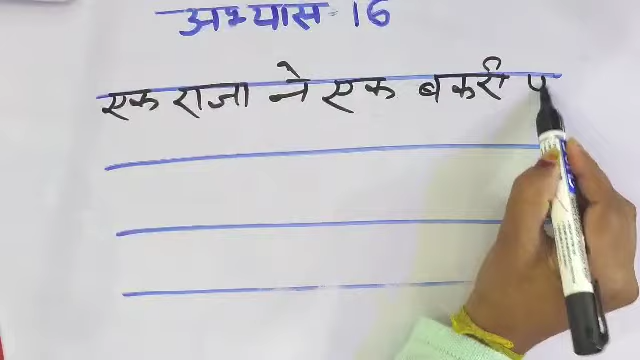 अभ्यास - 16
एक राजा ने एक बकरी प